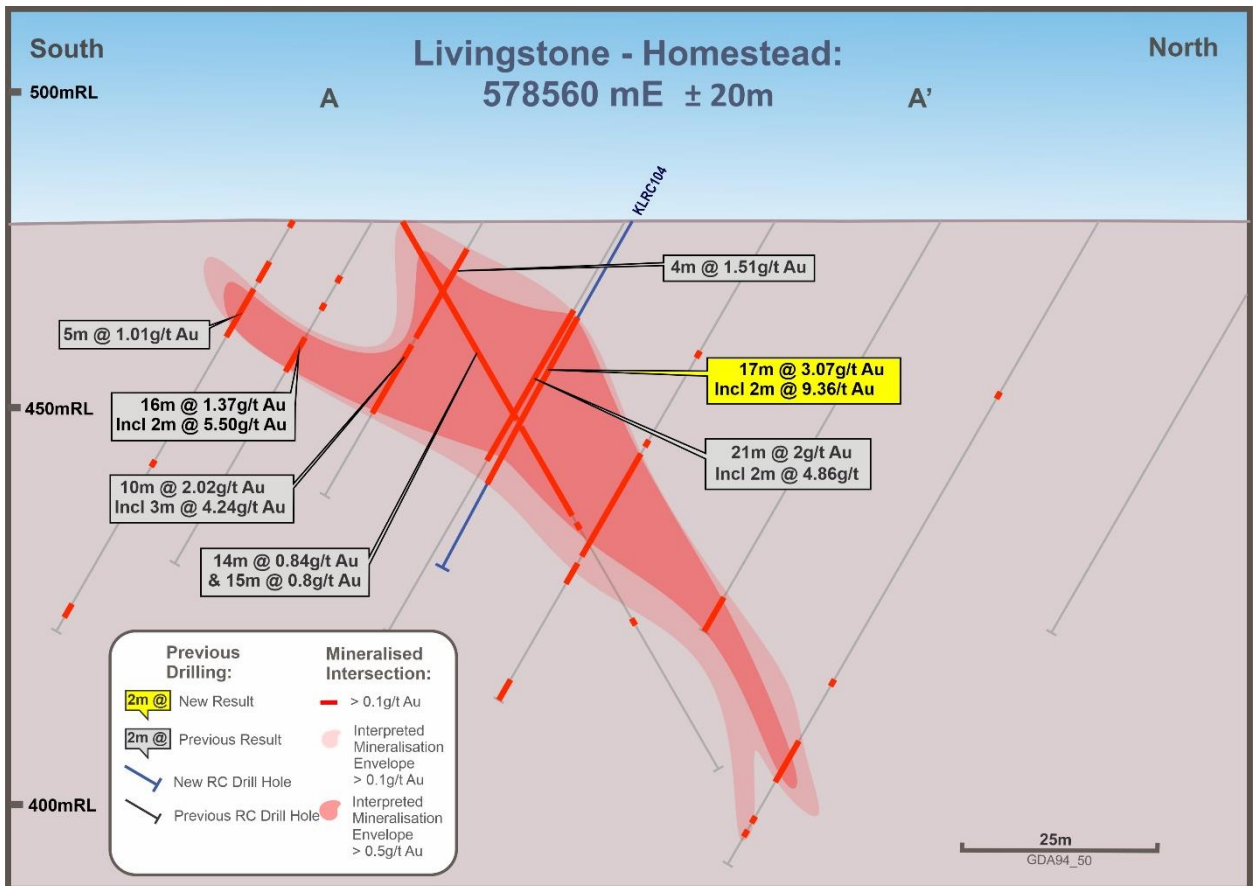 South
Livingstone - Homestead:
578560 mE ± 20m
North
500mRL
A
A'
KLRC104
4m @ 1.51g/t Au
5m @ 1.01g/t Au
17m @ 3.07g/t Au
Incl 2m @ 9.36g/t Au
450mRL
16m @ 1.37g/t Au
Incl 2m @ 5.50g/t Au
21m @ 2g/t Au
Incl 2m @ 4.86g/t
10m @ 2.02g/t Au
Incl 3m @ 4.24g/t Au
14m @ 0.84g/t Au
& 15m @ 0.8g/t Au
Previous
Drilling:
2m @
New Result
2m @
Previous Result
New RC Drill Hole
Previous RC Drill Hole
Mineralised
Intersection:
> 0.1g/t Au
Interpreted
Mineralisation
Envelope
> 0.1g/t Au
Interpreted
Mineralisation
Envelope
> 0.5g/t Au
400mRL
25m
GDA94_50